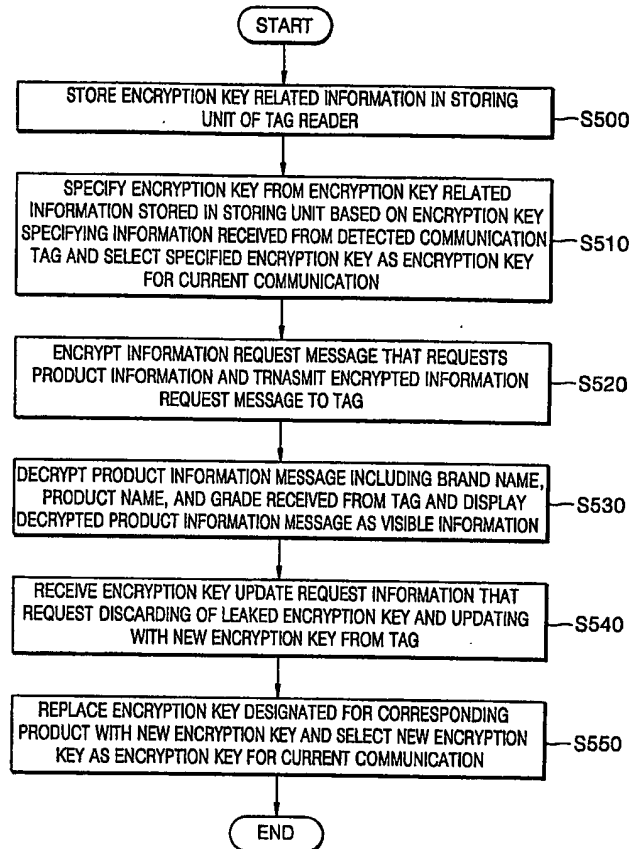 START
STORE ENCRYPTION KEY RELATED INFORMATION IN STORING
UNIT OF TAG READER
S500
SPECIFY ENCRYPTION KEY FROM ENCRYPTION KEY RELATED
INFORMATION STORED IN STORING UNIT BASED ON ENCRYPTION KEY
SPECIFYING INFORMATION RECEIVED FROM DETECTED COMMUNICATION
TAG AND SELECT SPECIFIED ENCRYPTION KEY AS ENCRYPTION KEY
FOR CURRENT COMMUNICATION
S510
ENCRYPT INFORMATION REQUEST MESSAGE THAT REQUESTS
PRODUCT INFORMATION AND TRNASMIT ENCRYPTED INFORMATION
REQUEST MESSAGE TO TAG
S520
DECRYPT PRODUCT INFORMATION MESSAGE INCLUDING BRAND NAME,
PRODUCT NAME, AND GRADE RECEIVED FROM TAG AND DISPLAY
DECRYPTED PRODUCT INFORMATION MESSAGE AS VISIBLE INFORMATION
S530
RECEIVE ENCRYPTION KEY UPDATE REQUEST INFORMATION THAT
REQUEST DISCARDING OF LEAKED ENCRYPTION KEY AND UPDATING
WITH NEW ENCRYPTION KEY FROM TAG
S540
REPLACE ENCRYPTION KEY DESIGNATED FOR CORRESPONDING
PRODUCT WITH NEW ENCRYPTION KEY AND SELECT NEW ENCRYPTION
KEY AS ENCRYPTION KEY FOR CURRENT COMMUNICATION
S550
END